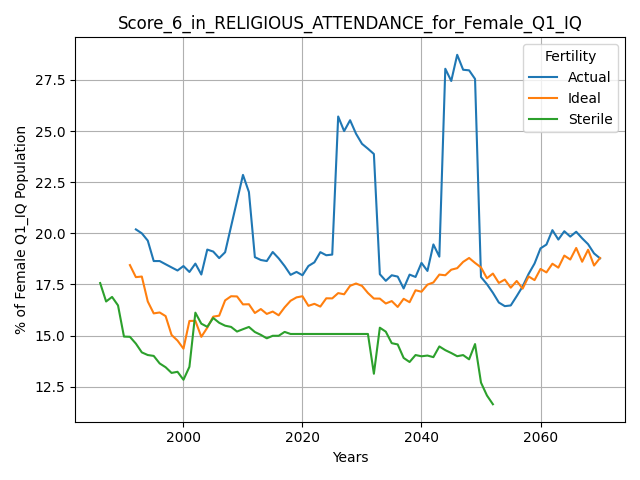 Score_6_in_RELIGIOUS_ATTENDANCE_for_Female_Q1_IQ
% of Female Q1_IQ Population
27.5
25.0
22.5
20.0
17.5
15.0
12.5
Fertility
Actual
Ideal
Sterile
2000
2020
2040
2060
Years